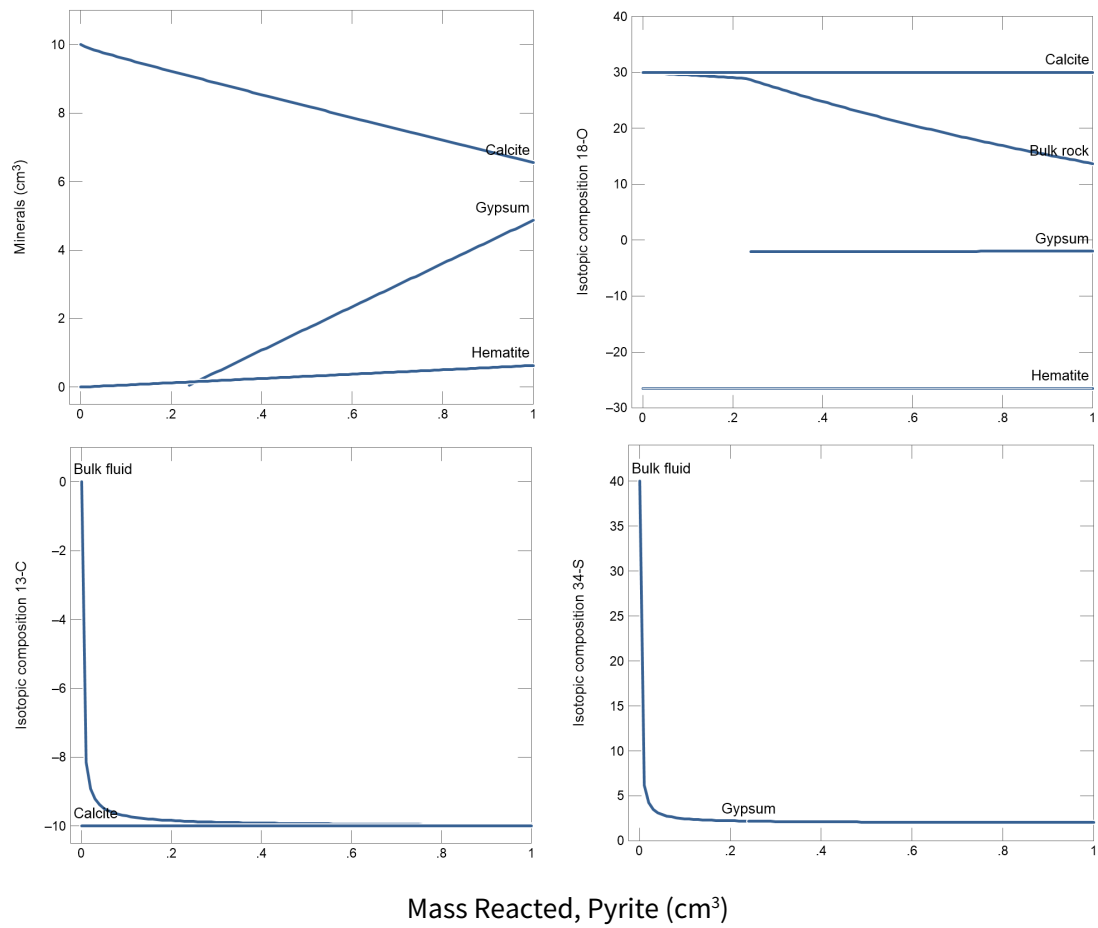 Minerals (cm³)
10
8
6
4
2
0
Calcite
Gypsum
Hematite
0 .2 .4 .6 .8 1
Isotopic composition 18-O
40
30
20
10
0
–10
–20
–30
Calcite
Bulk rock
Gypsum
Hematite
0 .2 .4 .6 .8 1
Isotopic composition 13-C
0
–2
–4
–6
–8
–10
Bulk fluid
Calcite
0 .2 .4 .6 .8 1
Isotopic composition 34-S
40
35
30
25
20
15
10
5
0
Bulk fluid
Gypsum
0 .2 .4 .6 .8 1
Mass Reacted, Pyrite (cm³)